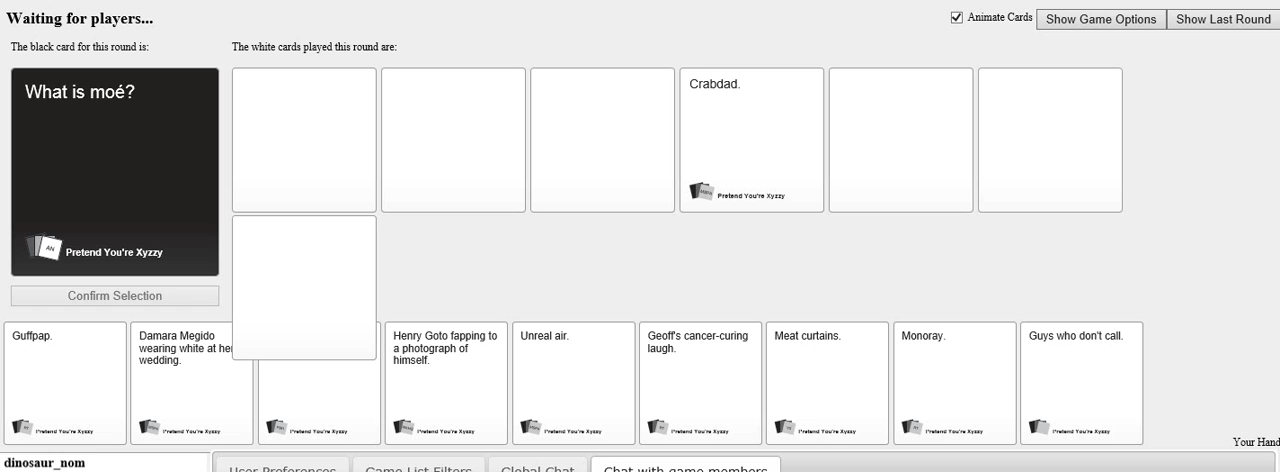 Waiting for players...
Animate Cards
Show Game Options
Show Last Round
The black card for this round is:
The white cards played this round are:
What is moé?
Pretend You're Xyzzy
Crabdad.
Pretend You're Xyzzy
Confirm Selection
Guffpap.
Pretend You're Xyzzy
Damara Megido
wearing white at her
wedding.
Pretend You're Xyzzy
Pretend You're Xyzzy
Henry Goto fapping to
a photograph of
himself.
Pretend You're Xyzzy
Unreal air.
Pretend You're Xyzzy
Geoff's cancer-curing
laugh.
Pretend You're Xyzzy
Meat curtains.
Pretend You're Xyzzy
Monoray.
Pretend You're Xyzzy
Guys who don't call.
Pretend You're Xyzzy
Your Hand
dinosaur_nom
User Preferences
Game List Filters
Global Chat
Chat with game members